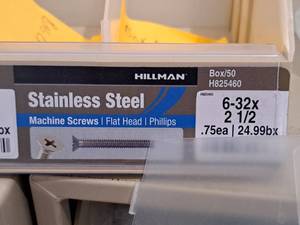 HILLMAN
Box/50
H825460
Stainless Steel
Machine Screws | Flat Head | Phillips
6-32x
2 1/2
.75ea | 24.99bx
bx